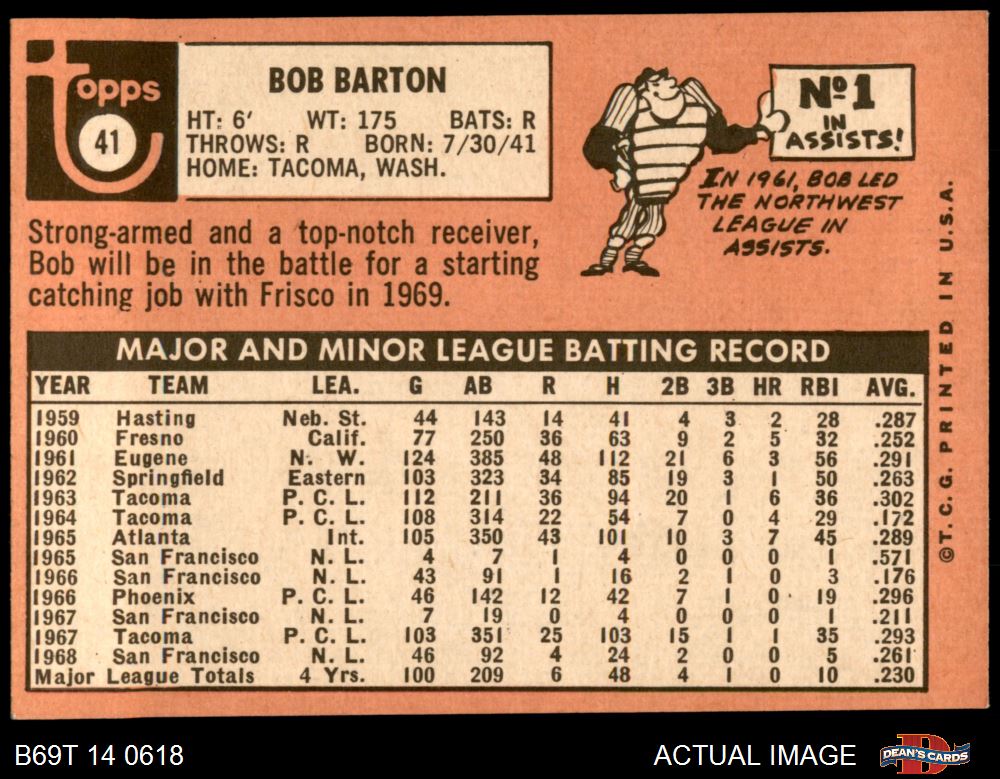 topps
41
BOB BARTON
HT: 6' WT: 175 BATS: R
THROWS: R BORN: 7/30/41
HOME: TACOMA, WASH.
Nº1
IN
ASSISTS!
IN 1961, BOB LED
THE NORTHWEST
LEAGUE IN
ASSISTS.
Strong-armed and a top-notch receiver,
Bob will be in the battle for a starting
catching job with Frisco in 1969.
MAJOR AND MINOR LEAGUE BATTING RECORD
YEAR TEAM LEA. G AB R H 2B 3B HR RBI AVG.
1959 Hasting Neb. St. 44 143 14 41 4 3 2 28 .287
1960 Fresno Calif. 77 250 36 63 9 2 5 32 .252
1961 Eugene N. W. 124 385 48 112 21 6 3 56 .291
1962 Springfield Eastern 103 323 34 85 19 3 1 50 .263
1963 Tacoma P. C. L. 112 211 36 94 20 1 6 36 .302
1964 Tacoma P. C. L. 108 314 22 54 7 0 4 29 .172
1965 Atlanta Int. 105 350 43 101 10 3 7 45 .289
1965 San Francisco N. L. 4 7 1 4 0 0 0 1 .571
1966 San Francisco N. L. 43 91 1 16 2 1 0 3 .176
1966 Phoenix P. C. L. 46 142 12 42 7 1 0 19 .296
1967 San Francisco N. L. 7 19 0 4 0 0 0 1 .211
1967 Tacoma P. C. L. 103 351 25 103 15 1 1 35 .293
1968 San Francisco N. L. 46 92 4 24 2 0 0 5 .261
Major League Totals 4 Yrs. 100 209 6 48 4 1 0 10 .230
©T. C. G. PRINTED IN U.S.A.
B69T 14 0618
ACTUAL IMAGE
DEAN'S CARDS